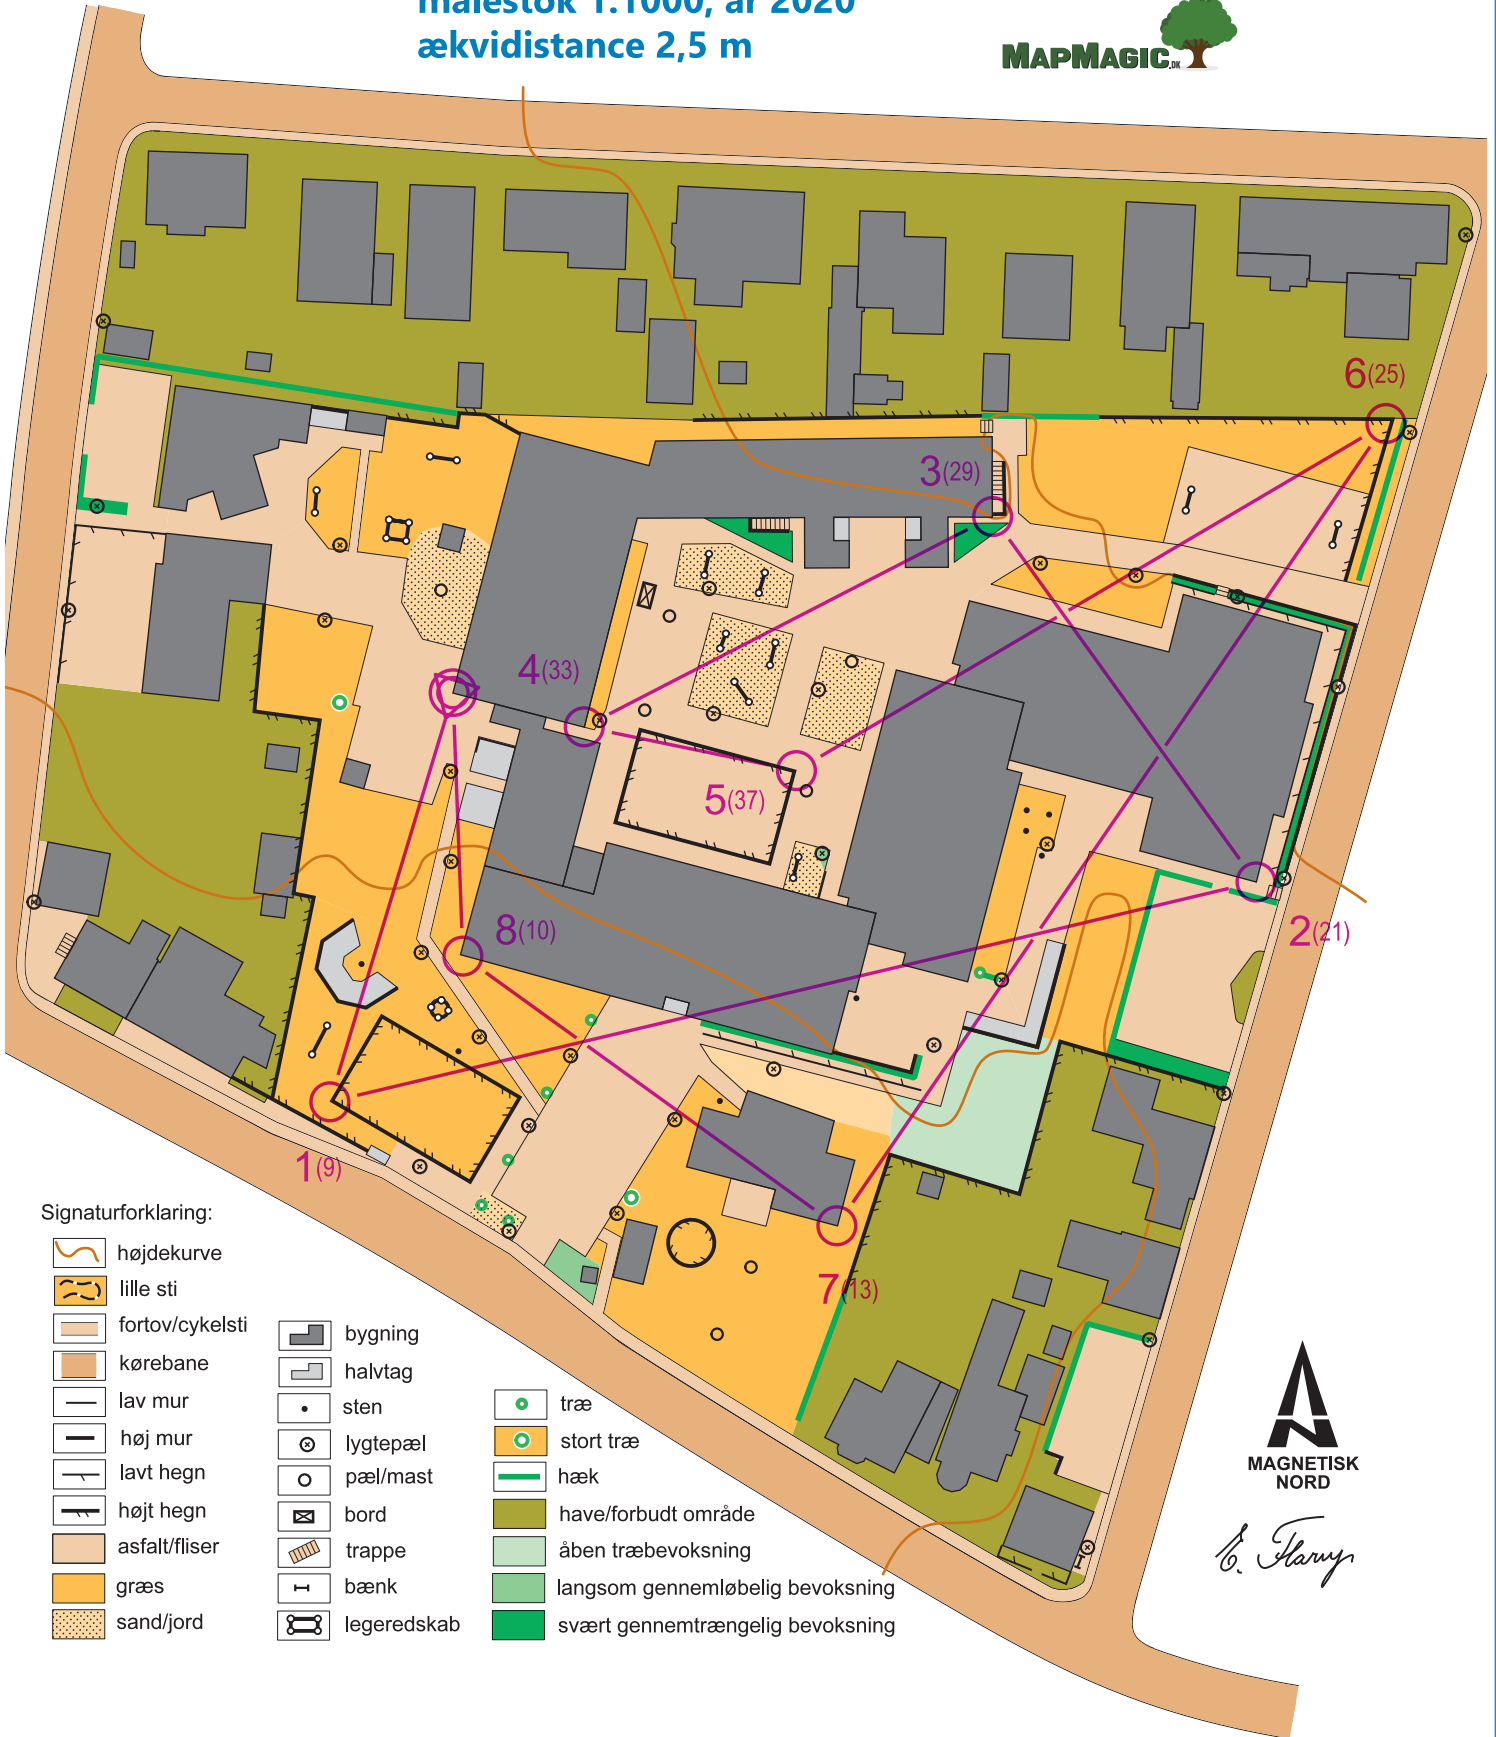 målestok 1:1000, år 2020
ækvidistance 2,5 m
MAPMAGIC.DK
6(25)
3(29)
4(33)
5(37)
8(10)
2(21)
1(9)
7(13)
Signaturforklaring:
højdekurve
lille sti
fortov/cykelsti
kørebane
lav mur
høj mur
lavt hegn
højt hegn
asfalt/fliser
græs
sand/jord
bygning
halvtag
sten
lygtepæl
pæl/mast
bord
trappe
bænk
legeredskab
træ
stort træ
hæk
have/forbudt område
åben træbevoksning
langsom gennemløbelig bevoksning
svært gennemtrængelig bevoksning
MAGNETISK
NORD